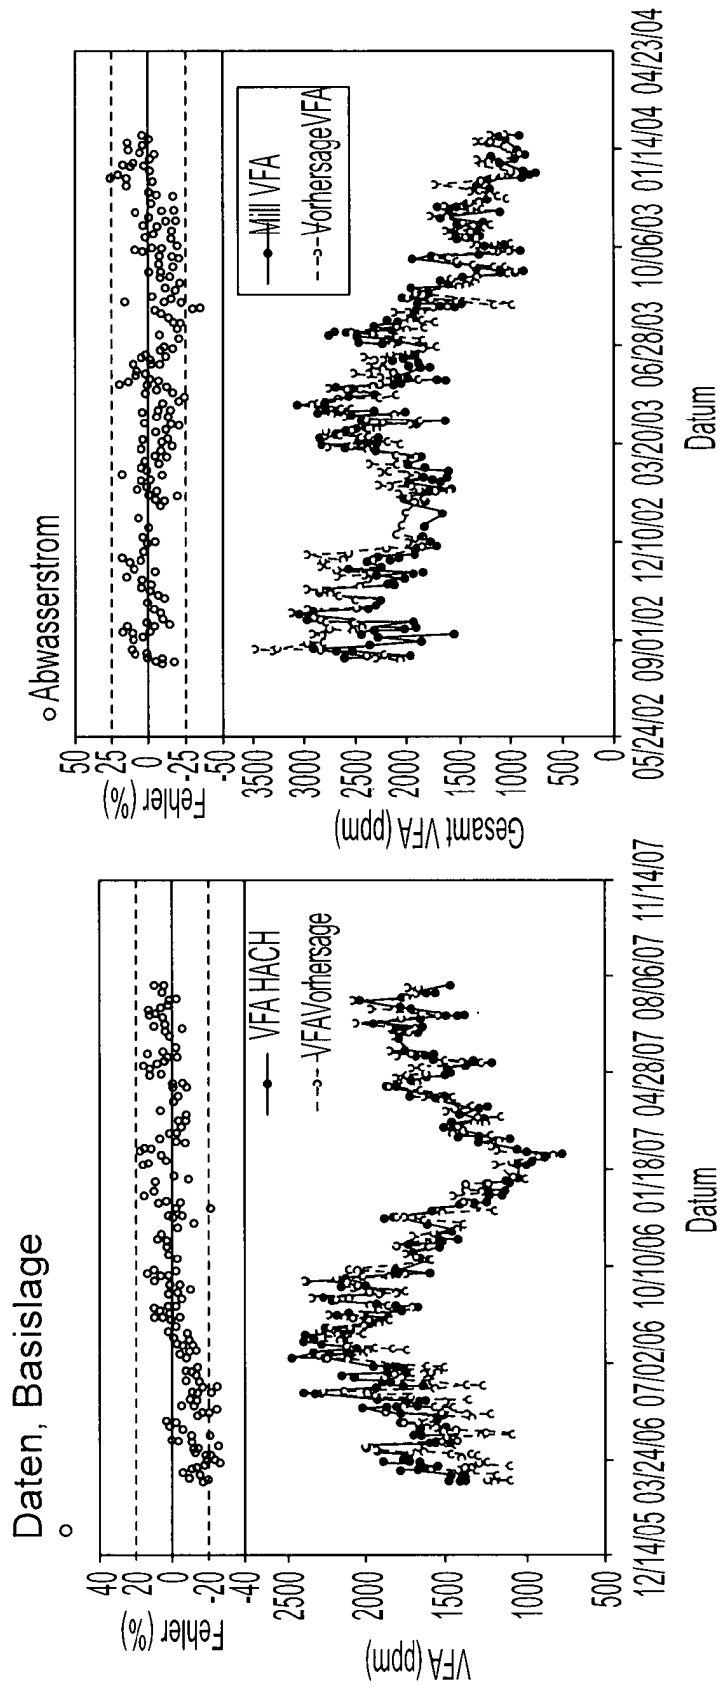 Daten, Basislage
40
20
0
-20
-40
Fehler (%)
VFA HACH
VFA Vorhersage
2500
2000
1500
1000
500
VFA (ppm)
12/14/05 03/24/06 07/02/06 10/10/06 01/18/07 04/28/07 08/06/07 11/14/07
Datum
Abwasserstrom
50
25
0
-25
-50
Fehler (%)
Mill VFA
Vorhersage VFA
3500
3000
2500
2000
1500
1000
500
0
Gesamt VFA (ppm)
05/24/02 09/01/02 12/10/02 03/20/03 06/28/03 10/06/03 01/14/04 04/23/04
Datum